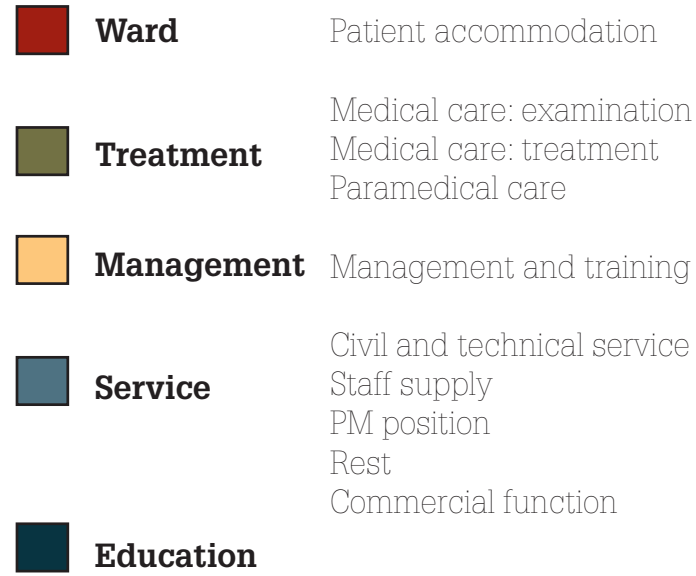 Ward Patient accommodation
Medical care: examination
Treatment Medical care: treatment
Paramedical care
Management Management and training
Civil and technical service
Service Staff supply
PM position
Rest
Commercial function
Education